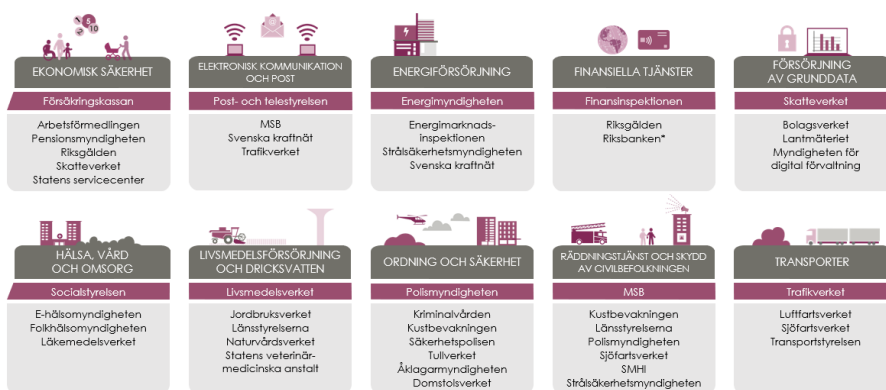 5
10
EKONOMISK SÄKERHET
Försäkringskassan
Arbetsförmedlingen
Pensionsmyndigheten
Riksgälden
Skatteverket
Statens servicecenter
ELEKTRONISK KOMMUNIKATION
OCH POST
Post- och telestyrelsen
MSB
Svenska kraftnät
Trafikverket
ENERGIFÖRSÖRJNING
Energimyndigheten
Energimarknads-
inspektionen
Strålsäkerhetsmyndigheten
Svenska kraftnät
FINANSIELLA TJÄNSTER
Finansinspektionen
Riksgälden
Riksbanken*
FÖRSÖRJNING
AV GRUNDDATA
Skatteverket
Bolagsverket
Lantmäteriet
Myndigheten för
digital förvaltning
HÄLSA, VÅRD
OCH OMSORG
Socialstyrelsen
E-hälsomyndigheten
Folkhälsomyndigheten
Läkemedelsverket
LIVSMEDELSFÖRSÖRJNING
OCH DRICKSVATTEN
Livsmedelsverket
Jordbruksverket
Länsstyrelserna
Naturvårdsverket
Statens veterinär-
medicinska anstalt
ORDNING OCH SÄKERHET
Polismyndigheten
Kriminalvården
Kustbevakningen
Säkerhetspolisen
Tullverket
Åklagarmyndigheten
Domstolsverket
RÄDDNINGSTJÄNST OCH SKYDD
AV CIVILBEFOLKNINGEN
MSB
Kustbevakningen
Länsstyrelserna
Polismyndigheten
Sjöfartsverket
SMHI
Strålsäkerhetsmyndigheten
TRANSPORTER
Trafikverket
Luftfartsverket
Sjöfartsverket
Transportstyrelsen